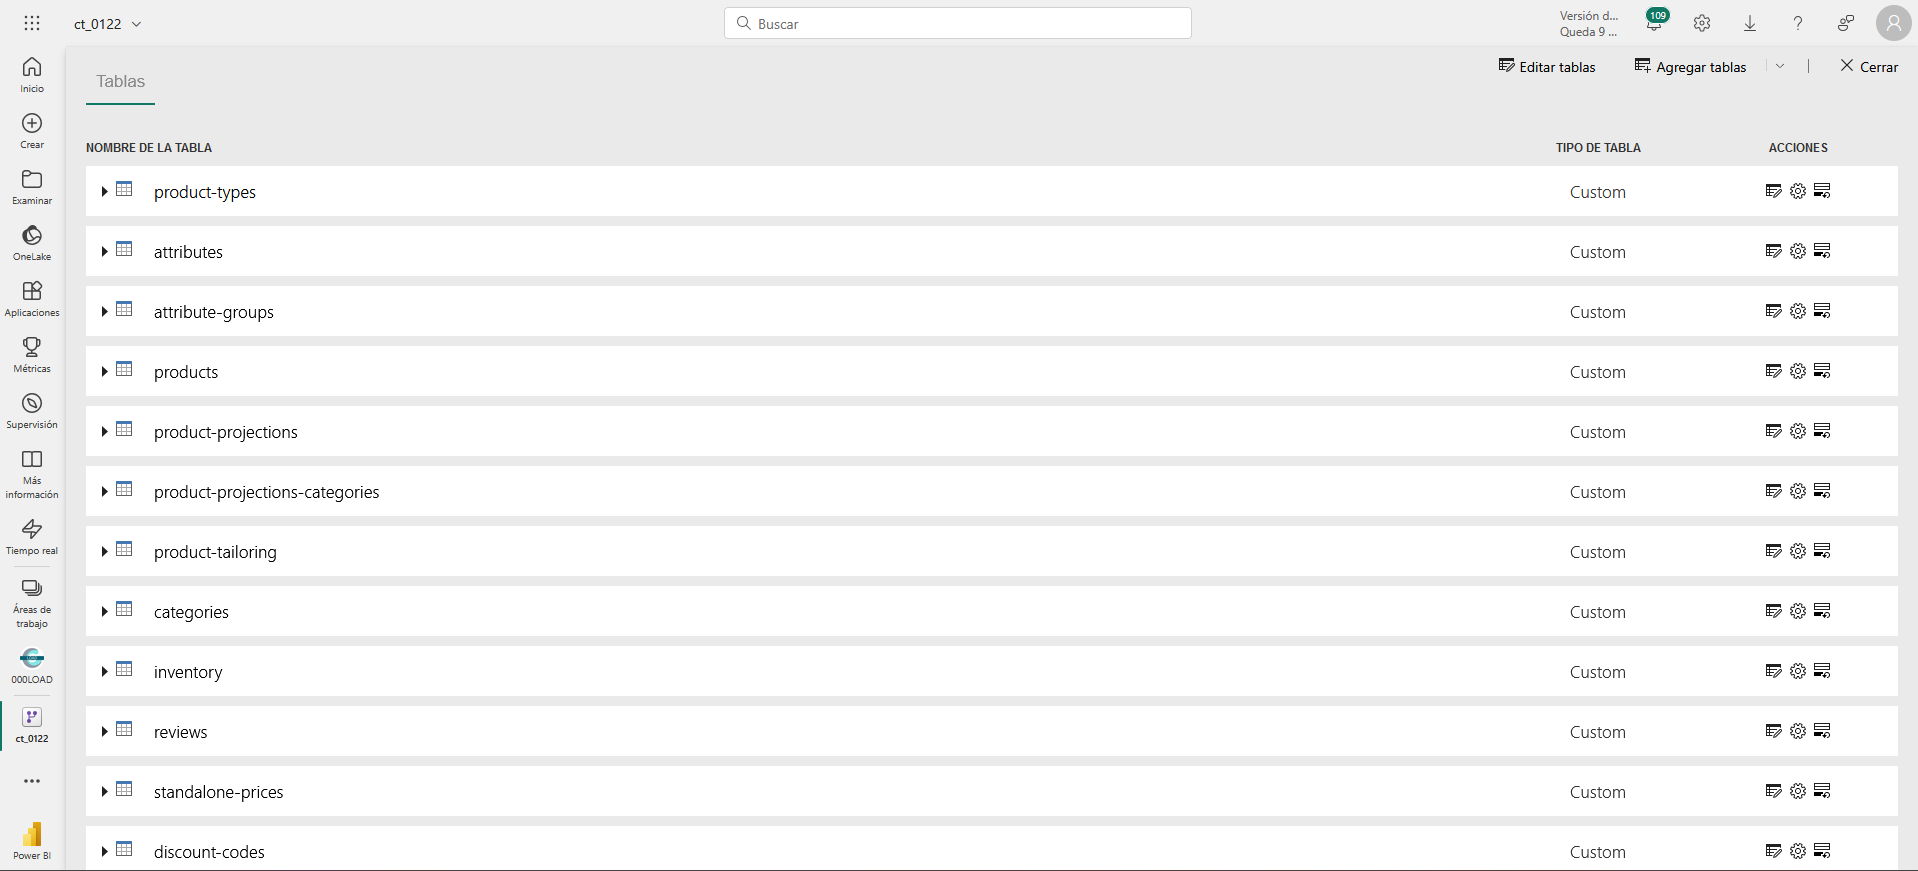 ct_0122
Buscar
Versión d...
Queda 9 ...
109
Inicio
Crear
Examinar
OneLake
Aplicaciones
Métricas
Supervisión
Más
información
Tiempo real
Áreas de
trabajo
000LOAD
ct_0122
Power BI
Tablas
Editar tablas
Agregar tablas
Cerrar
NOMBRE DE LA TABLA TIPO DE TABLA ACCIONES
product-types Custom
attributes Custom
attribute-groups Custom
products Custom
product-projections Custom
product-projections-categories Custom
product-tailoring Custom
categories Custom
inventory Custom
reviews Custom
standalone-prices Custom
discount-codes Custom